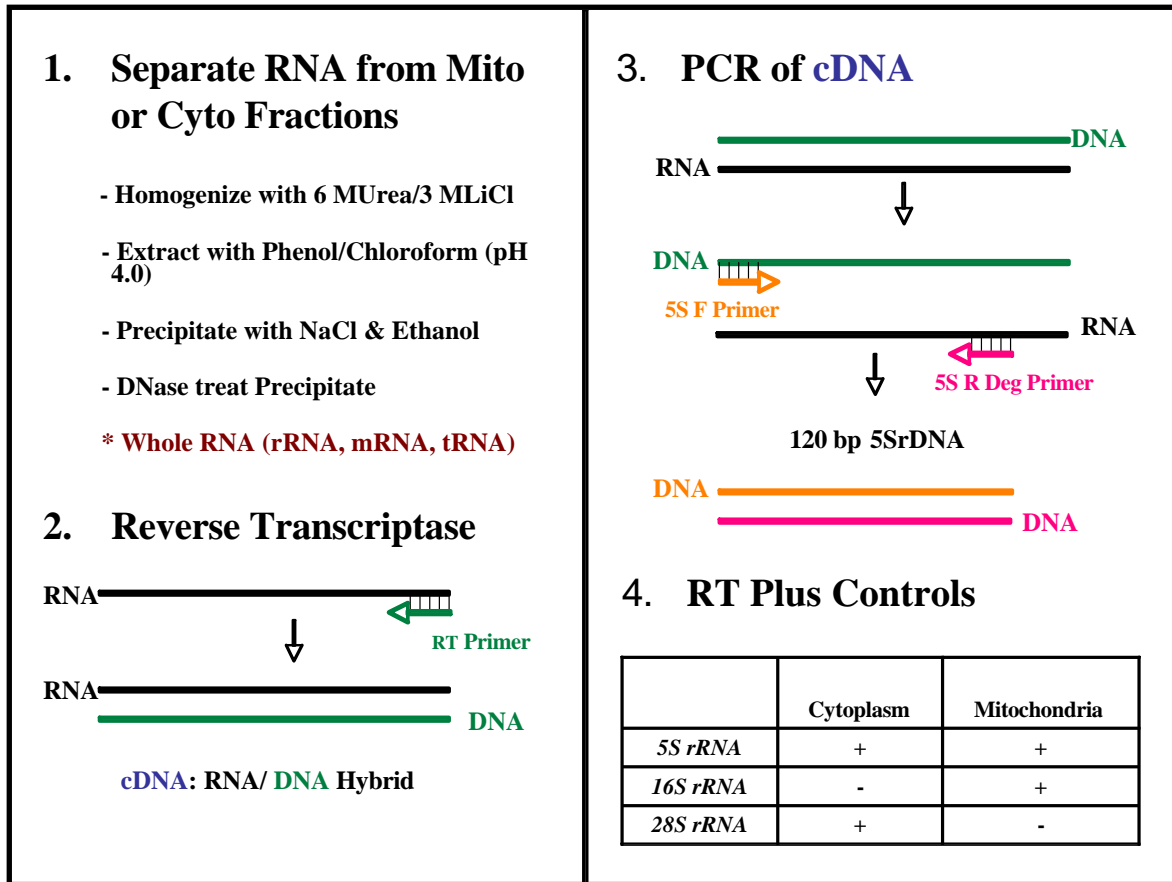 1. Separate RNA from Mito
or Cyto Fractions
- Homogenize with 6 MUrea/3 MLiCl
- Extract with Phenol/Chloroform (pH
4.0)
- Precipitate with NaCl & Ethanol
- DNase treat Precipitate
* Whole RNA (rRNA, mRNA, tRNA)
2. Reverse Transcriptase
RNA
RT Primer
RNA
DNA
cDNA: RNA/ DNA Hybrid
3. PCR of cDNA
DNA
RNA
DNA
5S F Primer
RNA
5S R Deg Primer
120 bp 5SrDNA
DNA
DNA
4. RT Plus Controls
Cytoplasm Mitochondria
5S rRNA + +
16S rRNA - +
28S rRNA + -